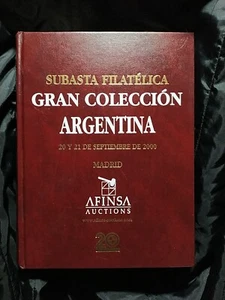 SUBASTA FILATÉLICA
GRAN COLECCIÓN
ARGENTINA
20 Y 21 DE SEPTIEMBRE DE 2000
MADRID
AFINSA
AUCTIONS